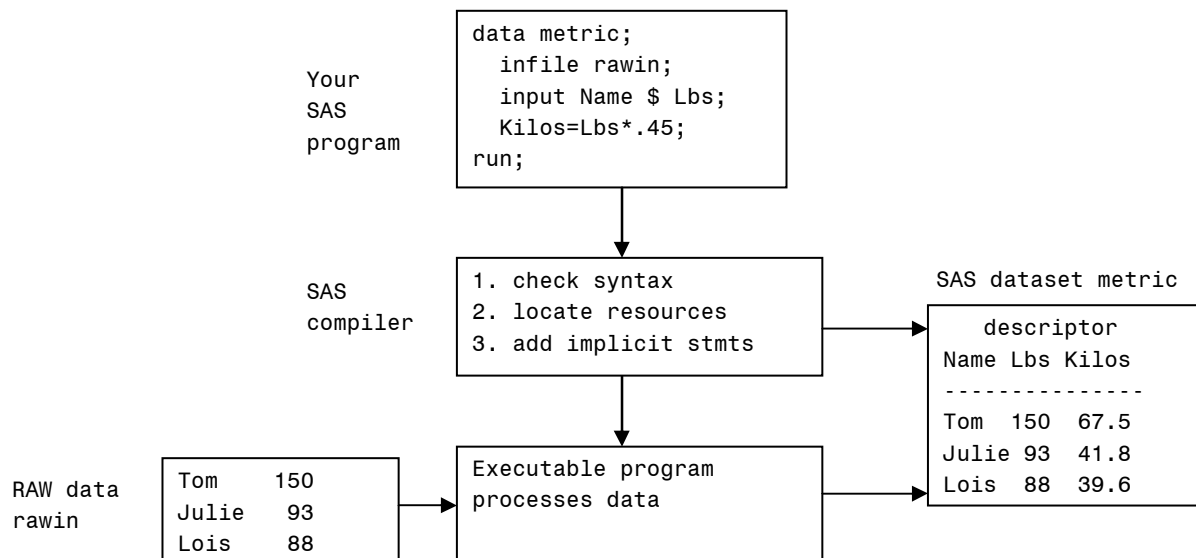 Your
SAS
program
data metric;
  infile rawin;
  input Name $ Lbs;
  Kilos=Lbs*.45;
run;
SAS
compiler
1. check syntax
2. locate resources
3. add implicit stmts
SAS dataset metric
descriptor
Name Lbs Kilos
---------------
Tom  150  67.5
Julie 93  41.8
Lois  88  39.6
RAW data
rawin
Tom    150
Julie   93
Lois    88
Executable program
processes data